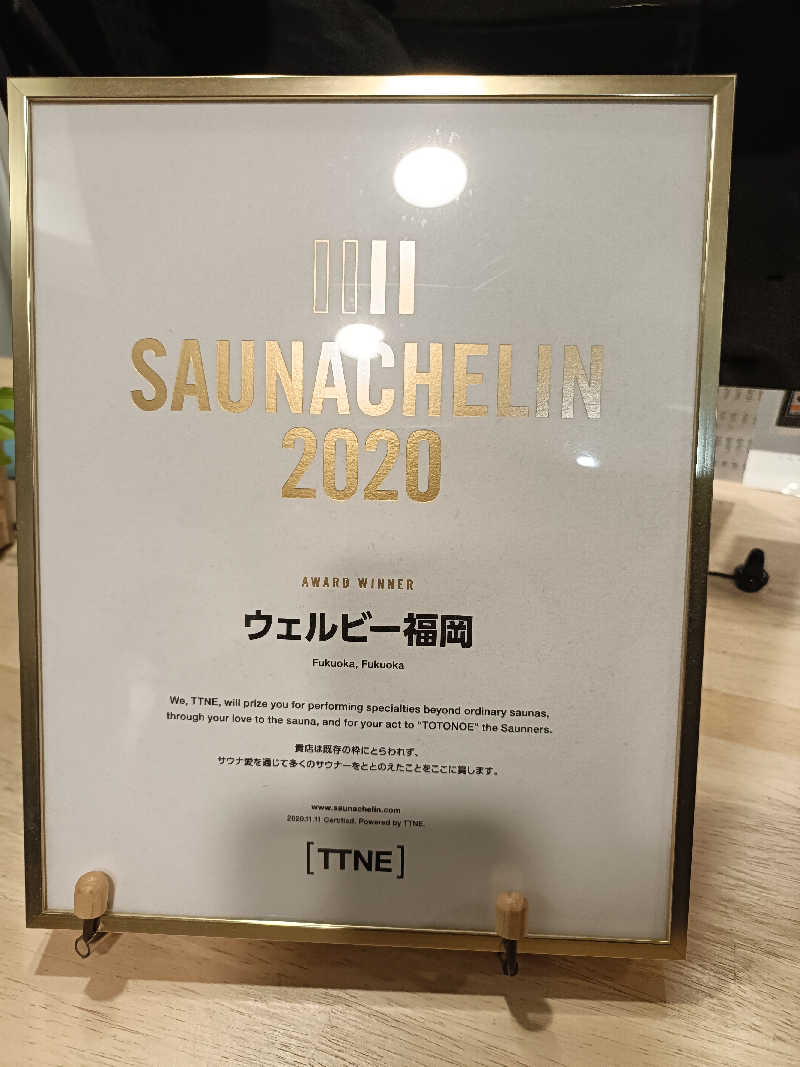 SAUNACHELIN
2020
AWARD WINNER
ウェルビー福岡
Fukuoka, Fukuoka
We, TTNE, will prize you for performing specialties beyond ordinary saunas,
through your love to the sauna, and for your act to "TOTONOE" the Saunners.
貴店は既存の枠にとらわれず、
サウナ愛を通じて多くのサウナーをととのえたことをここに賞します。
www.saunachelin.com
2020.11.11 Certified. Powered by TTNE.
[TTNE]